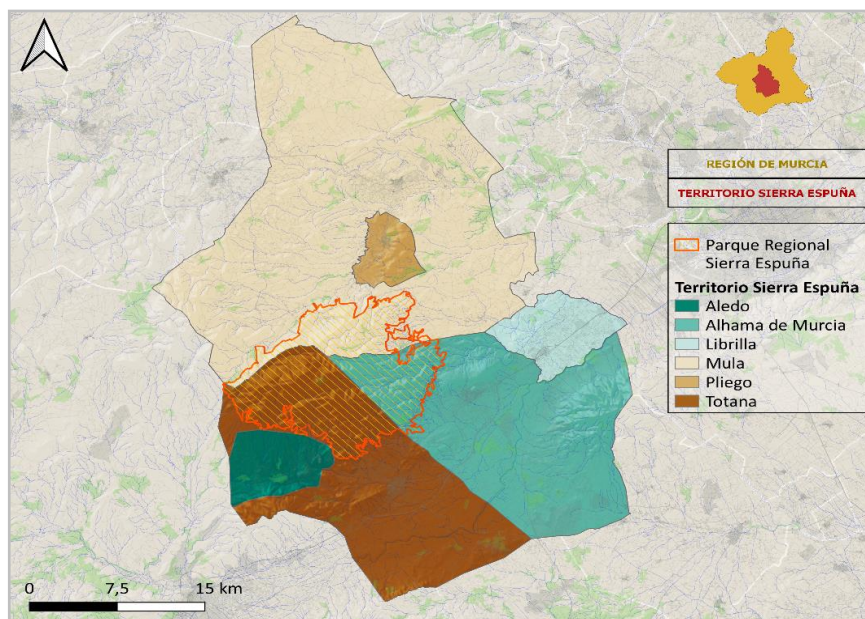 REGIÓN DE MURCIA
TERRITORIO SIERRA ESPUÑA
Parque Regional
Sierra Espuña
Territorio Sierra Espuña
Aledo
Alhama de Murcia
Librilla
Mula
Pliego
Totana
0 7,5 15 km